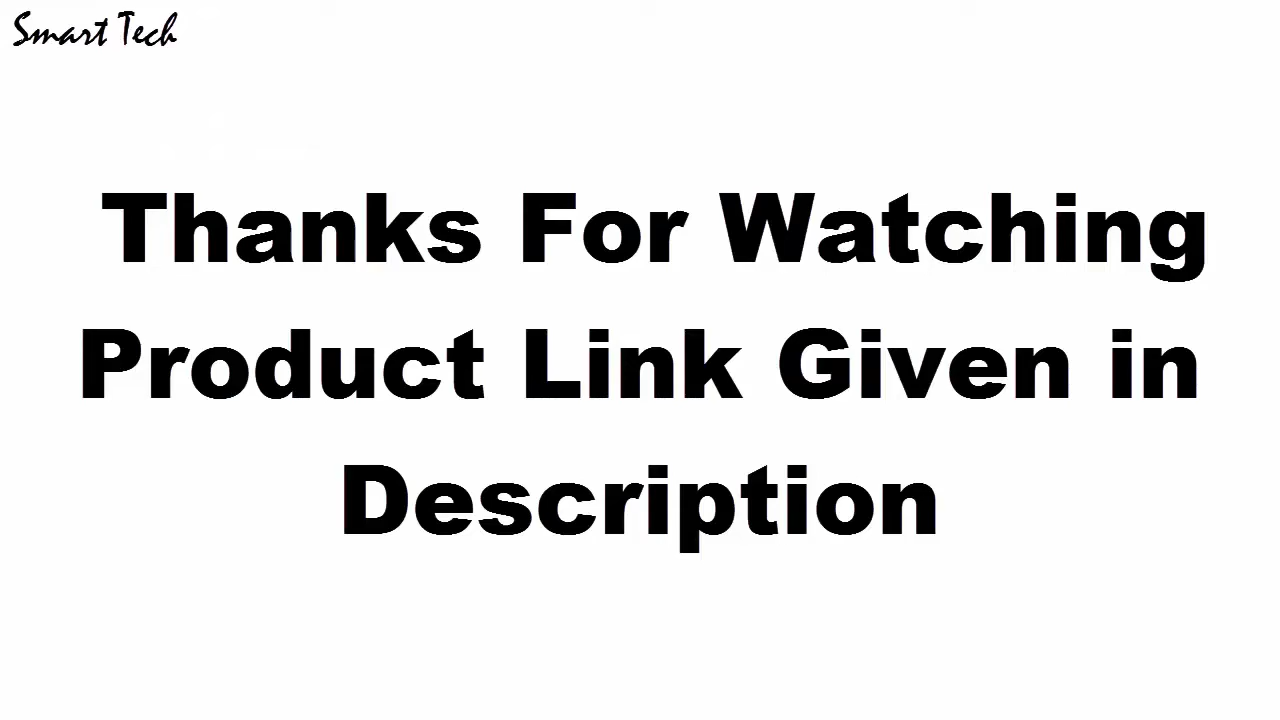 Smart Tech
Thanks For Watching
Product Link Given in
Description